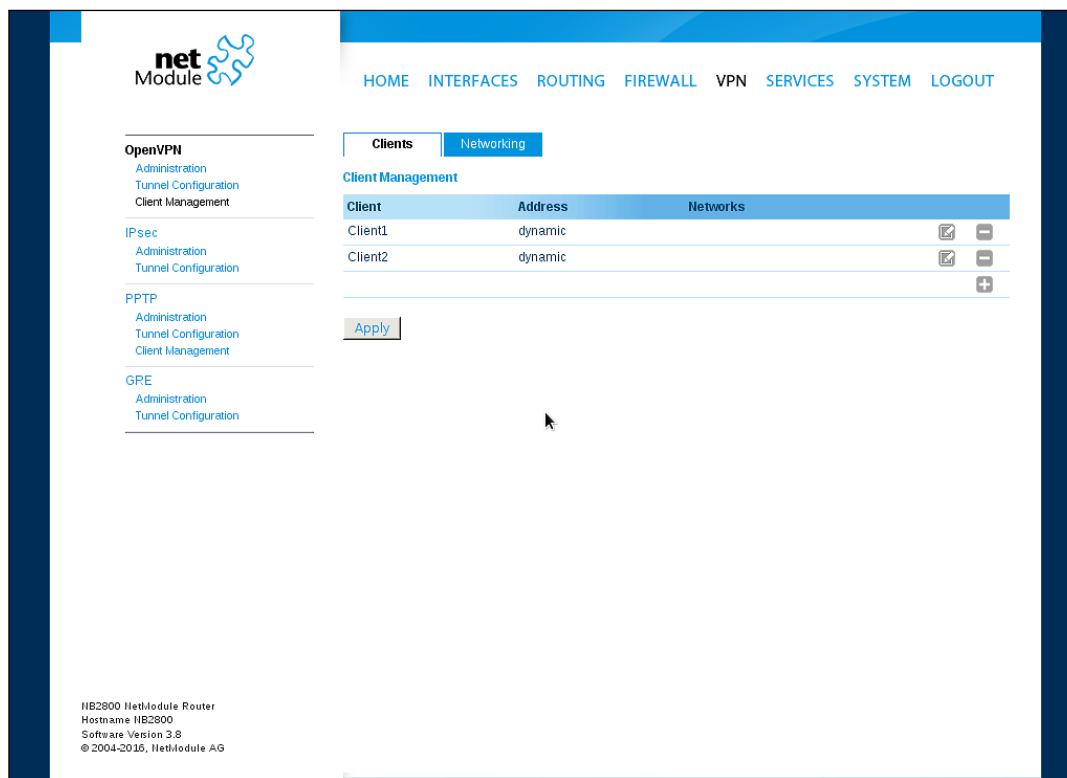 net
Module
HOME INTERFACES ROUTING FIREWALL VPN SERVICES SYSTEM LOGOUT
OpenVPN
Administration
Tunnel Configuration
Client Management
IPsec
Administration
Tunnel Configuration
PPTP
Administration
Tunnel Configuration
Client Management
GRE
Administration
Tunnel Configuration
Clients Networking
Client Management
Client Address Networks
Client1 dynamic
Client2 dynamic
Apply
NB2800 NetModule Router
Hostname NB2800
Software Version 3.8
© 2004-2016, NetModule AG